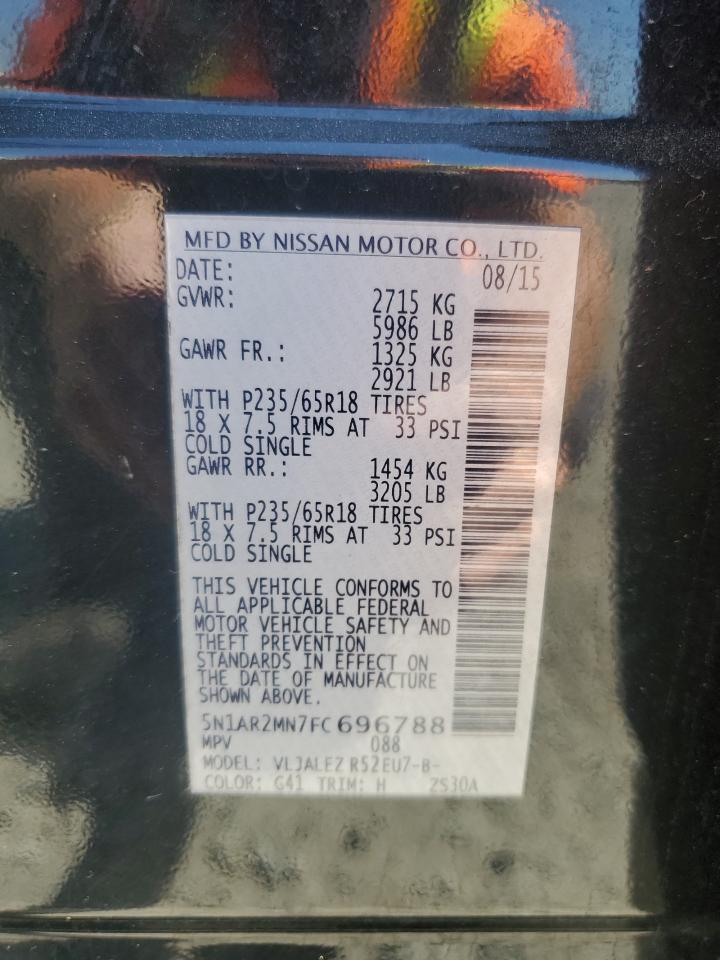 MFD BY NISSAN MOTOR CO., LTD.
DATE: 08/15
GVWR: 2715 KG
5986 LB
GAWR FR.: 1325 KG
2921 LB
WITH P235/65R18 TIRES
18 X 7.5 RIMS AT 33 PSI
COLD SINGLE
GAWR RR.: 1454 KG
3205 LB
WITH P235/65R18 TIRES
18 X 7.5 RIMS AT 33 PSI
COLD SINGLE
THIS VEHICLE CONFORMS TO
ALL APPLICABLE FEDERAL
MOTOR VEHICLE SAFETY AND
THEFT PREVENTION
STANDARDS IN EFFECT ON
THE DATE OF MANUFACTURE
SHOWN ABOVE.
5N1AR2MN7FC696788
MPV 088
MODEL: VLJALEZ R52EU7-B-
COLOR: G41 TRIM: H ZS30A